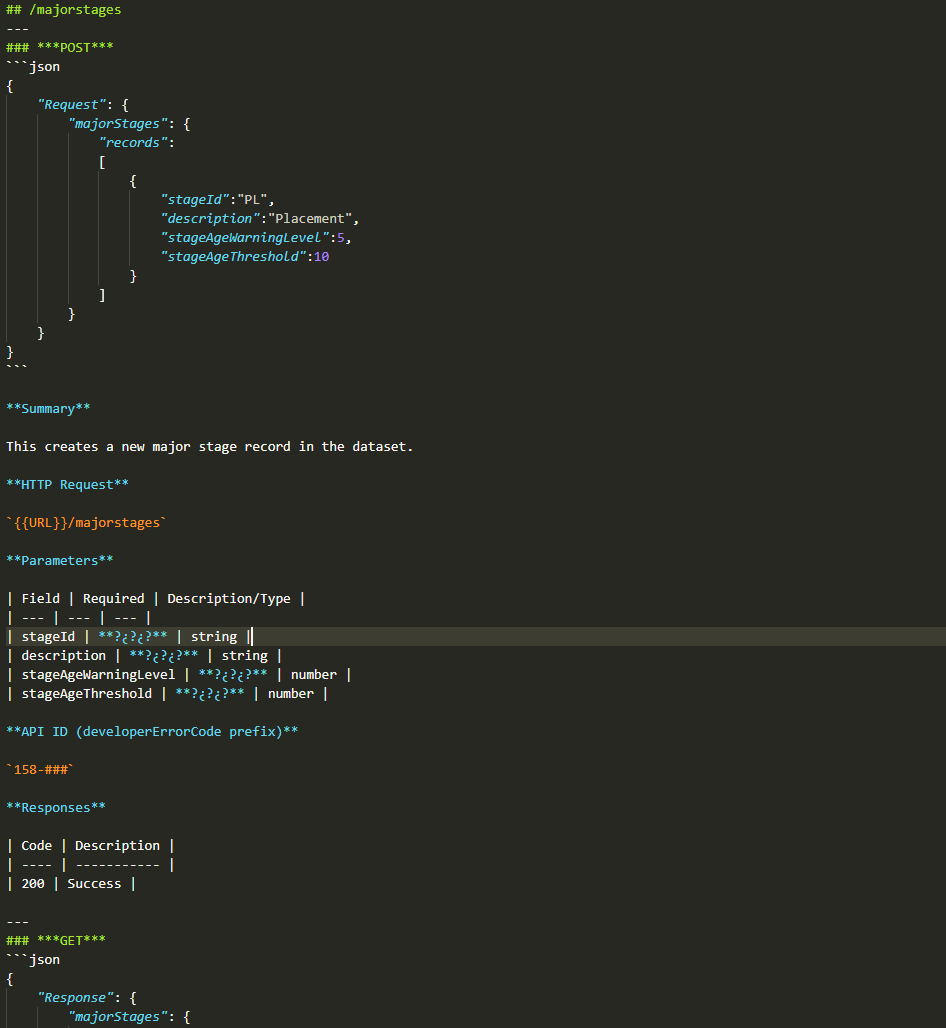 ## /majorstages
---
### ***POST***
```json
{
    "Request": {
        "majorStages": {
            "records":
            [
                {
                    "stageId":"PL",
                    "description":"Placement",
                    "stageAgeWarningLevel":5,
                    "stageAgeThreshold":10
                }
            ]
        }
    }
}
```
**Summary**
This creates a new major stage record in the dataset.
**HTTP Request**
`{{URL}}/majorstages`
**Parameters**
| Field | Required | Description/Type |
| --- | --- | --- |
| stageId | **?¿?¿?** | string |
| description | **?¿?¿?** | string |
| stageAgeWarningLevel | **?¿?¿?** | number |
| stageAgeThreshold | **?¿?¿?** | number |
**API ID (developerErrorCode prefix)**
`158-###`
**Responses**
| Code | Description |
| ---- | ----------- |
| 200 | Success |
---
### ***GET***
```json
{
    "Response": {
        "majorStages": {